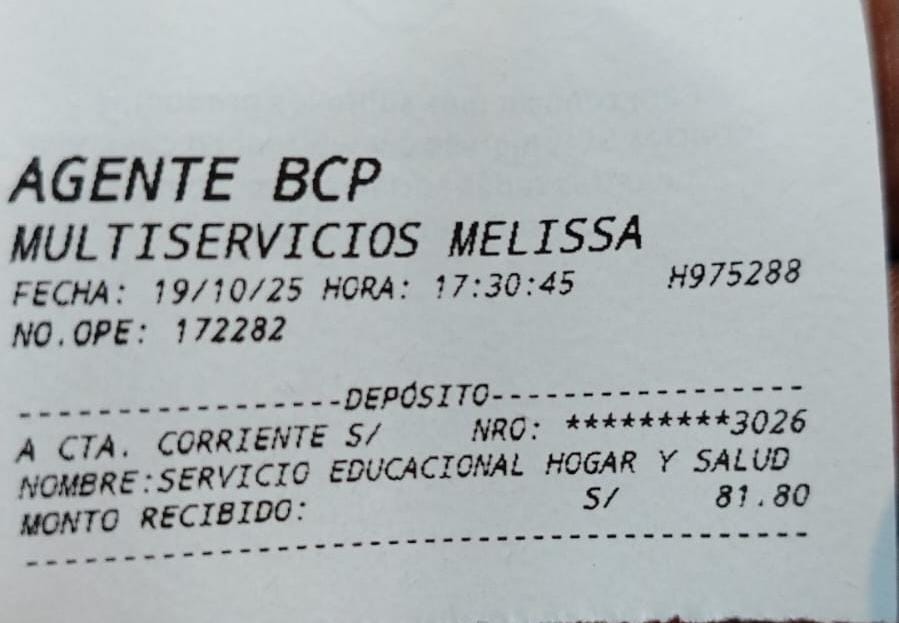 AGENTE BCP
MULTISERVICIOS MELISSA
FECHA: 19/10/25 HORA: 17:30:45 H975288
NO.OPE: 172282
-----------------DEPÓSITO-----------------
A CTA. CORRIENTE S/ NRO: *********3026
NOMBRE:SERVICIO EDUCACIONAL HOGAR Y SALUD
MONTO RECIBIDO: S/ 81.80
------------------------------------------